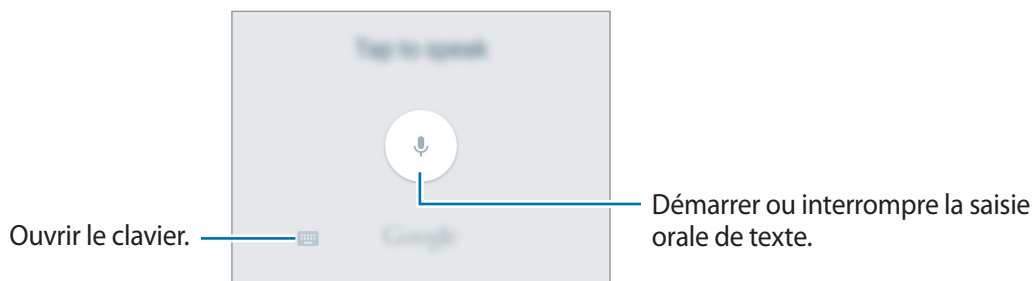 Tap to speak
Démarrer ou interrompre la saisie
orale de texte.
Ouvrir le clavier.
Google